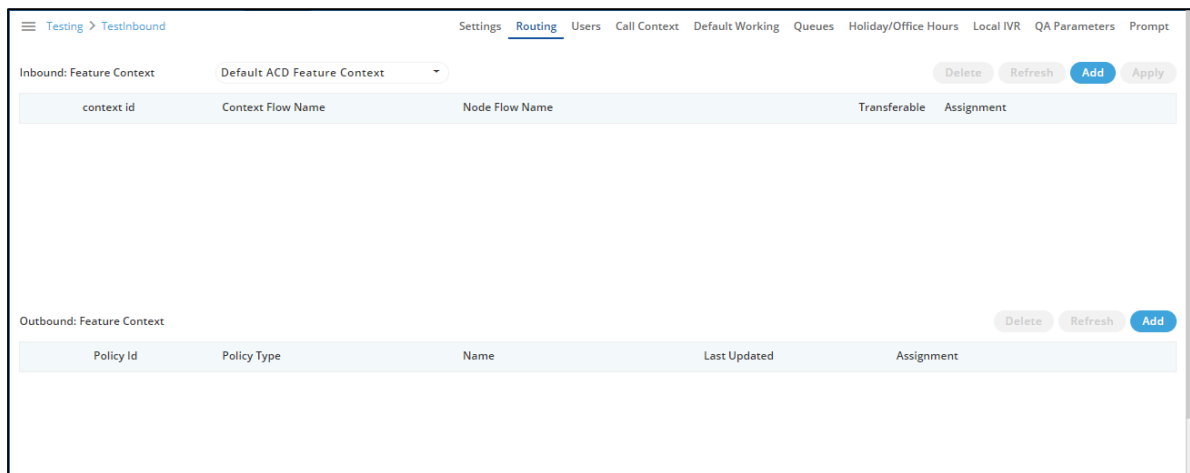 Testing > TestInbound Settings Routing Users Call Context Default Working Queues Holiday/Office Hours Local IVR QA Parameters Prompt
Inbound: Feature Context Default ACD Feature Context Delete Refresh Add Apply
context id Context Flow Name Node Flow Name Transferable Assignment
Outbound: Feature Context Delete Refresh Add
Policy Id Policy Type Name Last Updated Assignment